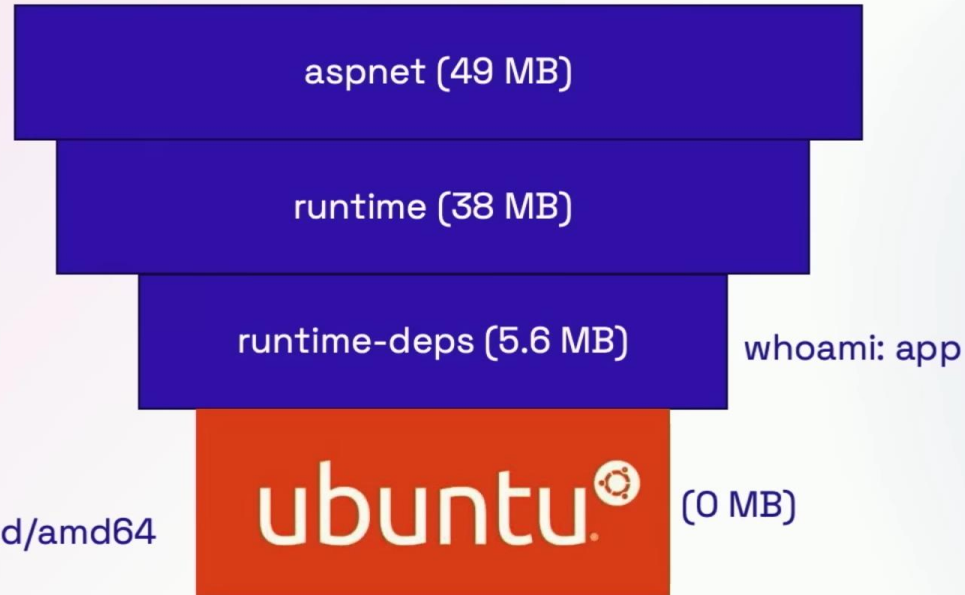 aspnet (49 MB)
runtime (38 MB)
runtime-deps (5.6 MB)
whoami: app
ubuntu
(0 MB)
d/amd64